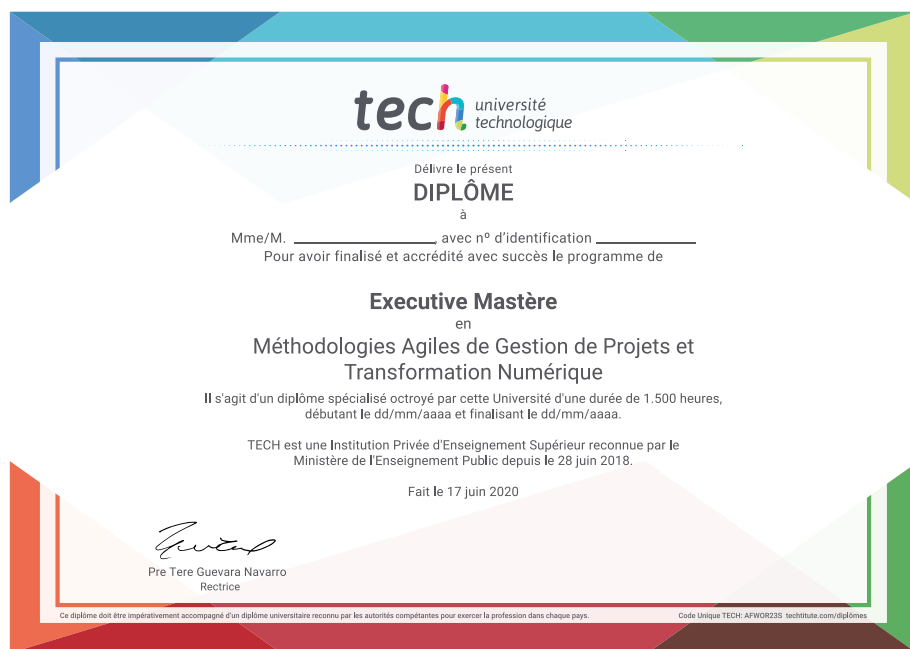 tech université
technologique
Délivre le présent
DIPLÔME
à
Mme/M. ____________, avec nº d'identification ____________
Pour avoir finalisé et accrédité avec succès le programme de
Executive Mastère
en
Méthodologies Agiles de Gestion de Projets et
Transformation Numérique
Il s'agit d'un diplôme spécialisé octroyé par cette Université d'une durée de 1.500 heures,
débutant le dd/mm/aaaa et finalisant le dd/mm/aaaa.
TECH est une Institution Privée d'Enseignement Supérieur reconnue par le
Ministère de l'Enseignement Public depuis le 28 juin 2018.
Fait le 17 juin 2020
Pre Tere Guevara Navarro
Rectrice
Ce diplôme doit être impérativement accompagné d'un diplôme universitaire reconnu par les autorités compétantes pour exercer la profession dans chaque pays.
Code Unique TECH: AFWOR23S techtitute.com/diplômes